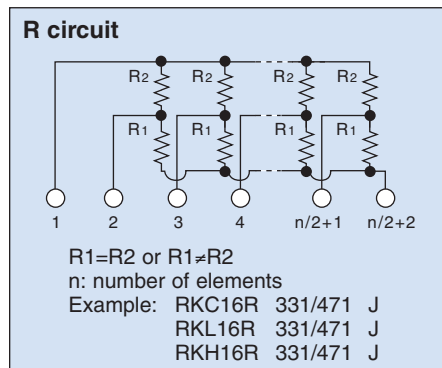 R circuit
R2 R2 R2 R2
R1 R1 R1 R1
1 2 3 4 n/2+1 n/2+2
R1=R2 or R1≠R2
n: number of elements
Example: RKC16R 331/471 J
RKL16R 331/471 J
RKH16R 331/471 J